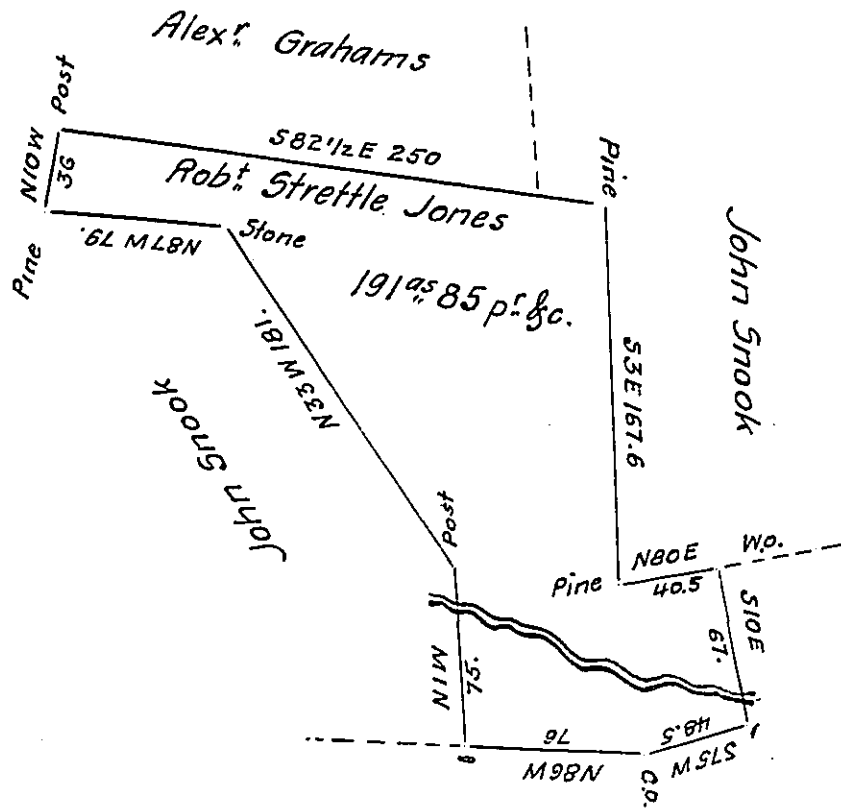 Alexr. Grahams
Post
S82½E 250
Pine
N10W
36
Robt. Strettle Jones
Stone
Pine
N87W 79.
191as 85 pr. &c.
John Snook
S3E 167.6
N33W 181.
John Snook
Post
Pine
N80E
40.5
W.O.
S10E
67.
N1W
75.
76
N86W
48.5
S75W
C.O.